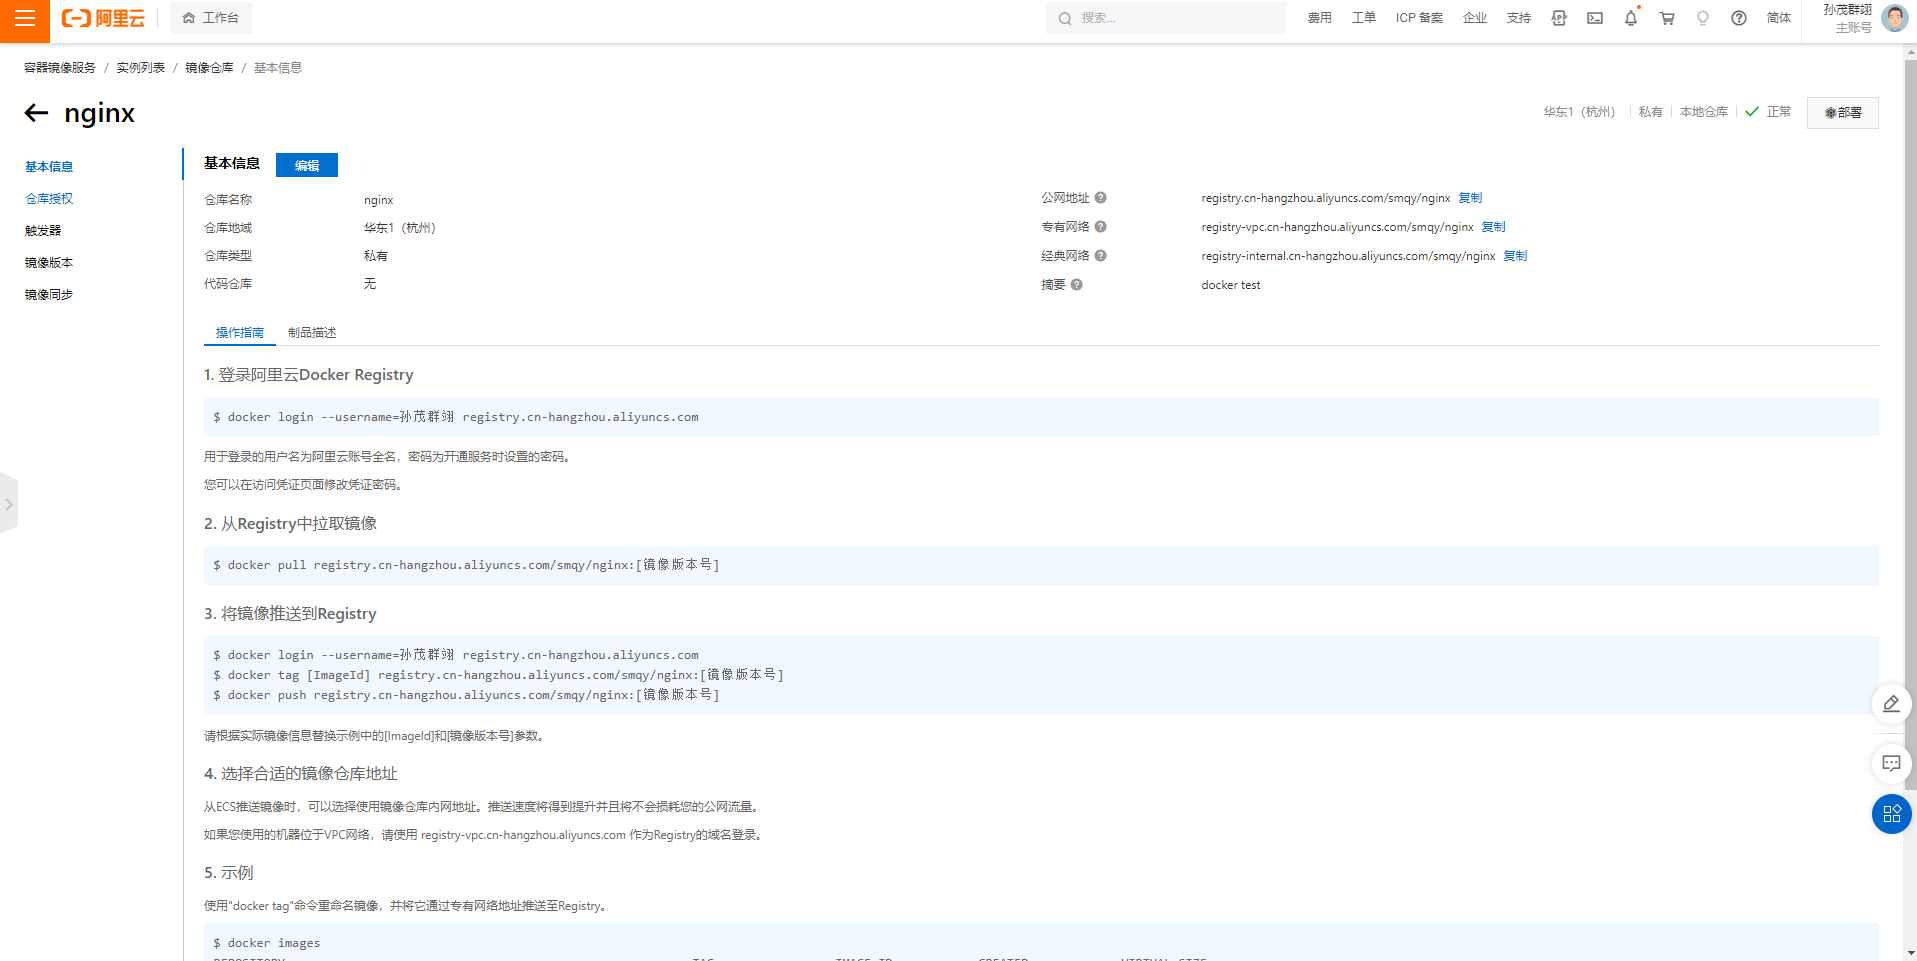 阿里云
工作台
搜索...
费用
工单
ICP 备案
企业
支持
简体
孙茂群翊
主账号
容器镜像服务 / 实例列表 / 镜像仓库 / 基本信息
nginx
华东1（杭州）
私有
本地仓库
正常
部署
基本信息
仓库授权
触发器
镜像版本
镜像同步
基本信息
编辑
仓库名称 nginx
仓库地域 华东1（杭州）
仓库类型 私有
代码仓库 无
公网地址 registry.cn-hangzhou.aliyuncs.com/smqy/nginx 复制
专有网络 registry-vpc.cn-hangzhou.aliyuncs.com/smqy/nginx 复制
经典网络 registry-internal.cn-hangzhou.aliyuncs.com/smqy/nginx 复制
摘要 docker test
操作指南
制品描述
1. 登录阿里云Docker Registry
$ docker login --username=孙茂群翊 registry.cn-hangzhou.aliyuncs.com
用于登录的用户名为阿里云账号全名，密码为开通服务时设置的密码。
您可以在访问凭证页面修改凭证密码。
2. 从Registry中拉取镜像
$ docker pull registry.cn-hangzhou.aliyuncs.com/smqy/nginx:[镜像版本号]
3. 将镜像推送到Registry
$ docker login --username=孙茂群翊 registry.cn-hangzhou.aliyuncs.com
$ docker tag [ImageId] registry.cn-hangzhou.aliyuncs.com/smqy/nginx:[镜像版本号]
$ docker push registry.cn-hangzhou.aliyuncs.com/smqy/nginx:[镜像版本号]
请根据实际镜像信息替换示例中的[ImageId]和[镜像版本号]参数。
4. 选择合适的镜像仓库地址
从ECS推送镜像时，可以选择使用镜像仓库内网地址。推送速度将得到提升并且将不会损耗您的公网流量。
如果您使用的机器位于VPC网络，请使用 registry-vpc.cn-hangzhou.aliyuncs.com 作为Registry的域名登录。
5. 示例
使用"docker tag"命令重命名镜像，并将它通过专有网络地址推送至Registry。
$ docker images
REPOSITORY TAG IMAGE ID CREATED VIRTUAL SIZE